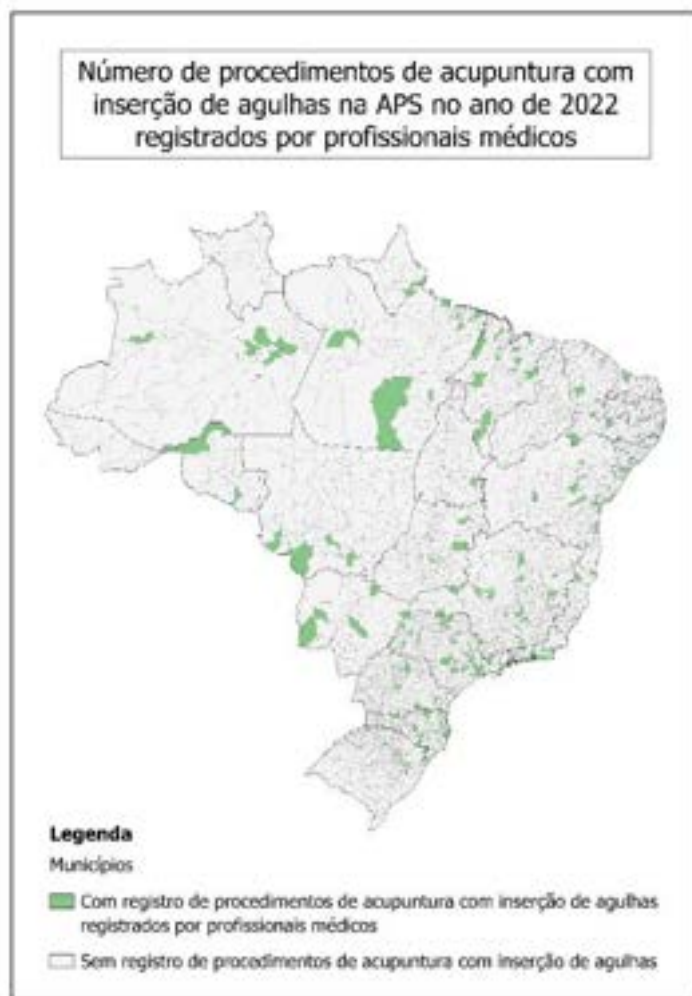 Número de procedimentos de acupuntura com
inserção de agulhas na APS no ano de 2022
registrados por profissionais médicos
Legenda
Municípios
Com registro de procedimentos de acupuntura com inserção de agulhas
registrados por profissionais médicos
Sem registro de procedimentos de acupuntura com inserção de agulhas